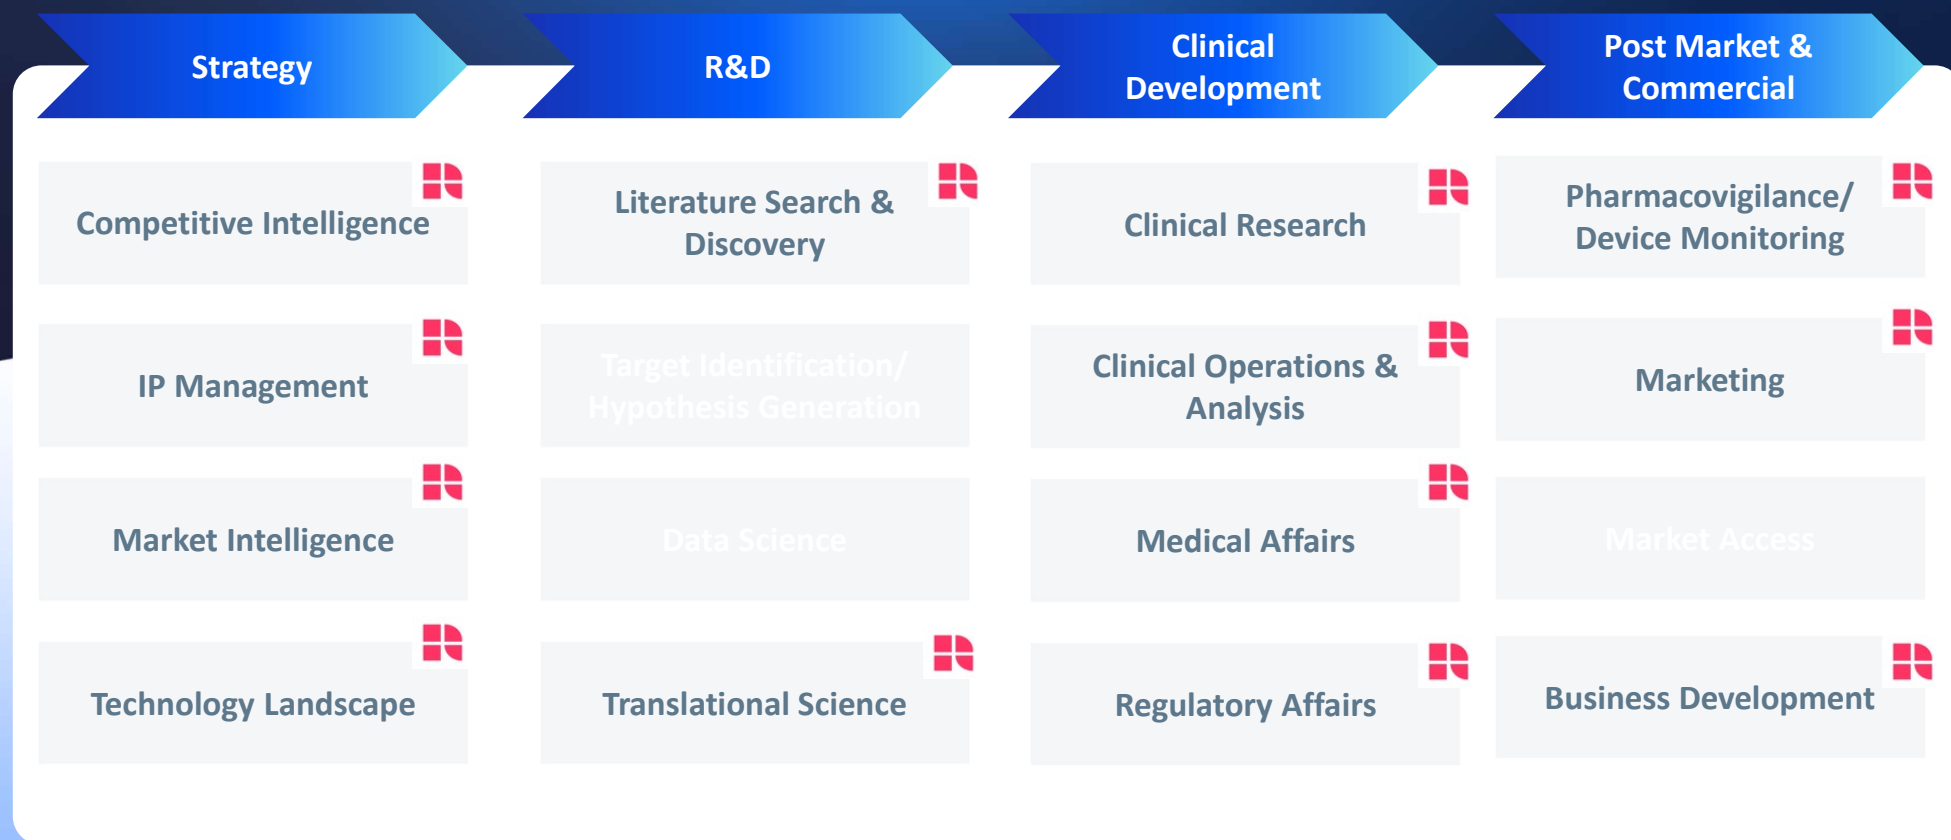 Strategy
R&D
Clinical
Development
Post Market &
Commercial
Competitive Intelligence
Literature Search &
Discovery
Clinical Research
Pharmacovigilance/
Device Monitoring
IP Management
Target Identification/
Hypothesis Generation
Clinical Operations &
Analysis
Marketing
Market Intelligence
Data Science
Medical Affairs
Market Access
Technology Landscape
Translational Science
Regulatory Affairs
Business Development